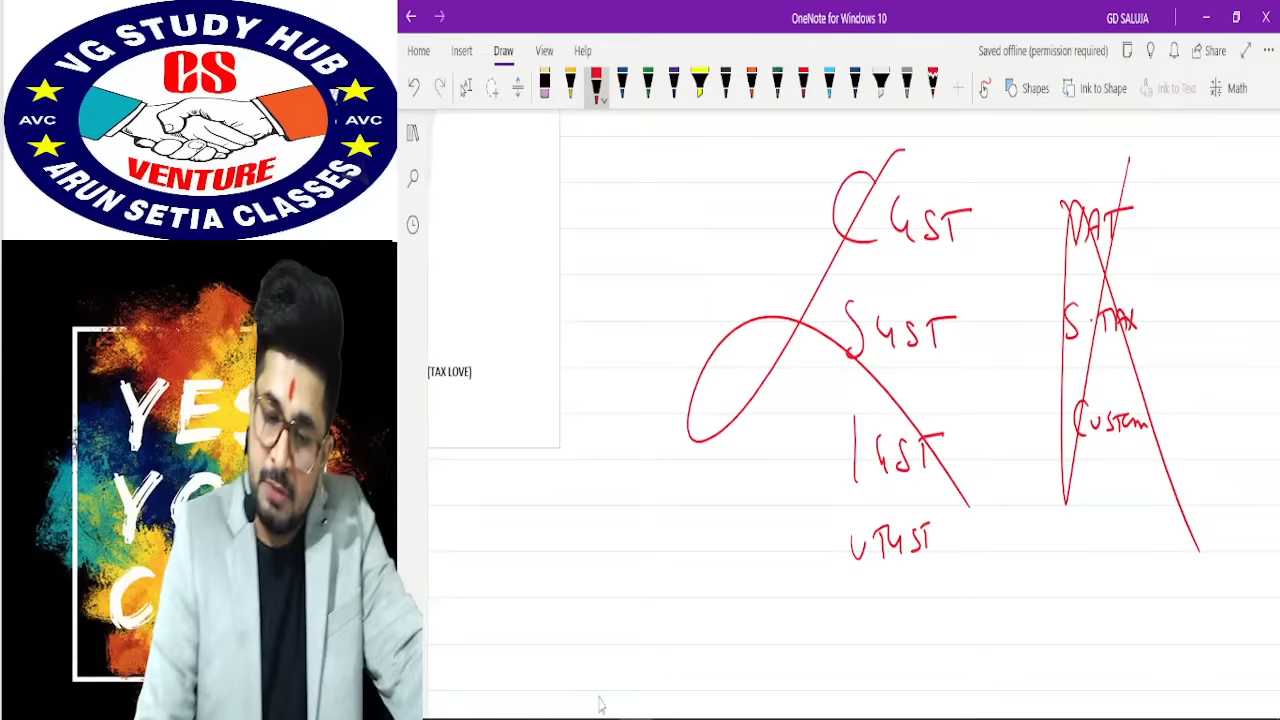 VG STUDY HUB
CS
AVC
AVC
VENTURE
ARUN SETIA CLASSES
YES
YO
C
OneNote for Windows 10
GD SALUJA
Home Insert Draw View Help
Saved offline (permission required)
Share
Shapes
Ink to Shape
Ink to Text
Math
(TAX LOVE)
CGST
SGST
IGST
UTGST
VAT
S.TAX
Custom